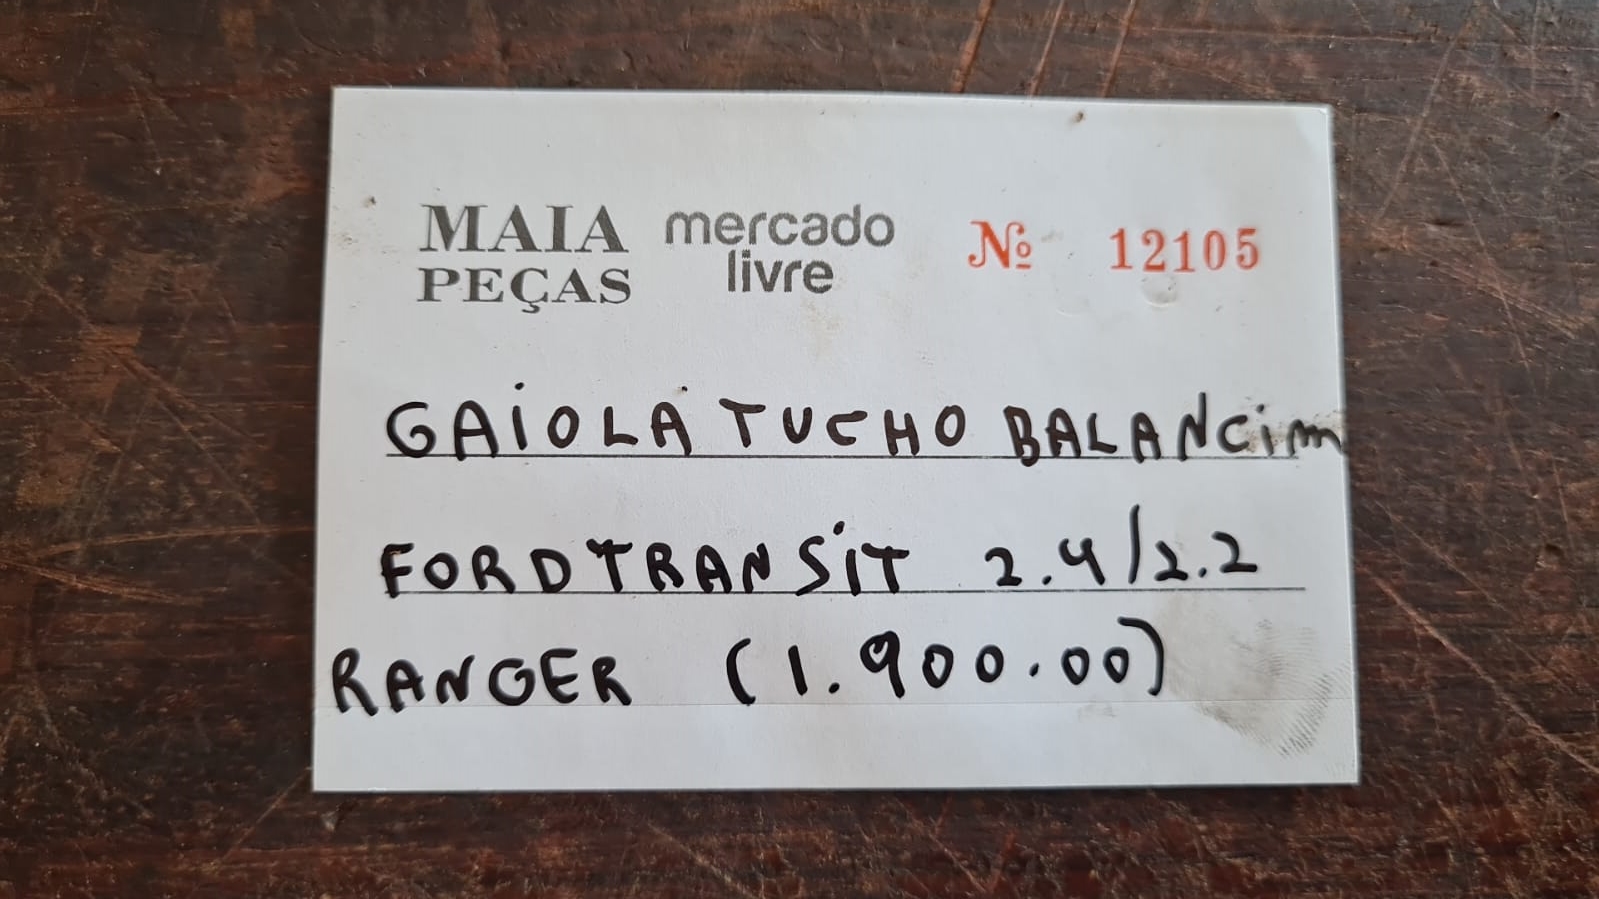 MAIA PEÇAS mercado livre Nº 12105
GAIOLA TUCHO BALANCIM
FORD TRANSIT 2.4/2.2
RANGER (1.900.00)